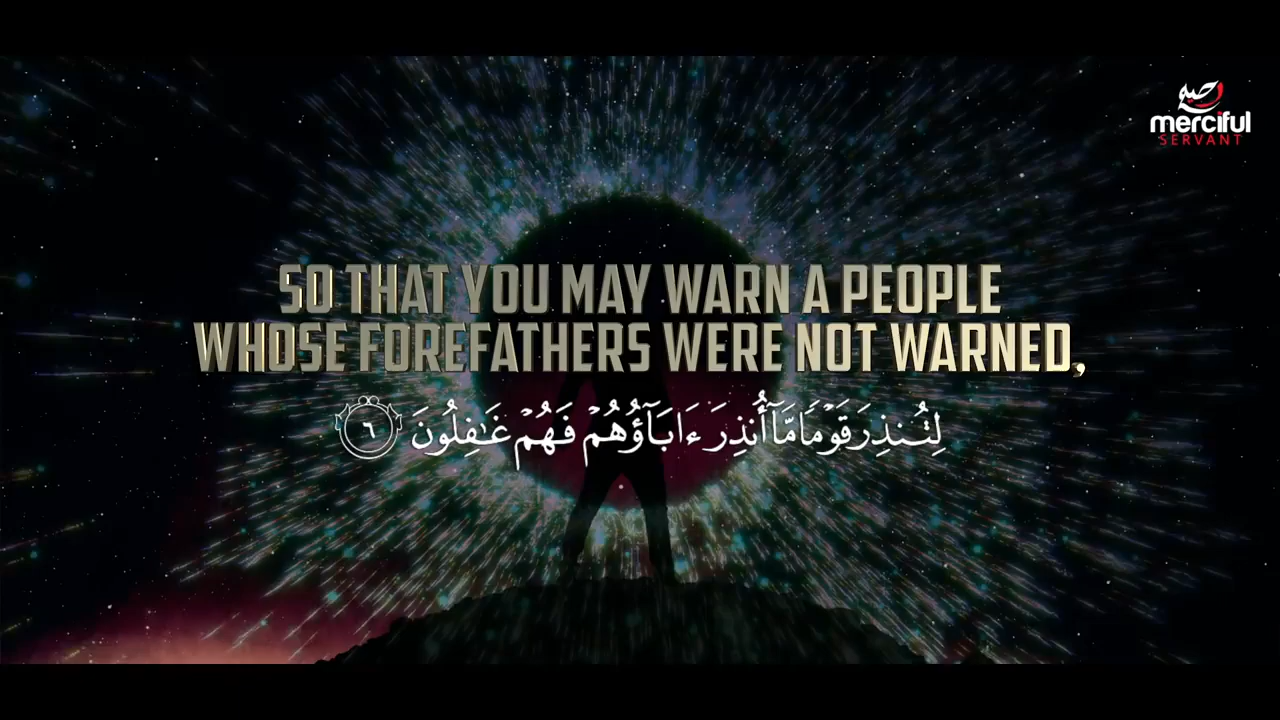 merciful
SERVANT
SO THAT YOU MAY WARN A PEOPLE
WHOSE FOREFATHERS WERE NOT WARNED,
لِتُنذِرَ قَوْمًا مَّآ أُنذِرَ ءَابَآؤُهُمْ فَهُمْ غَـٰفِلُونَ ٦